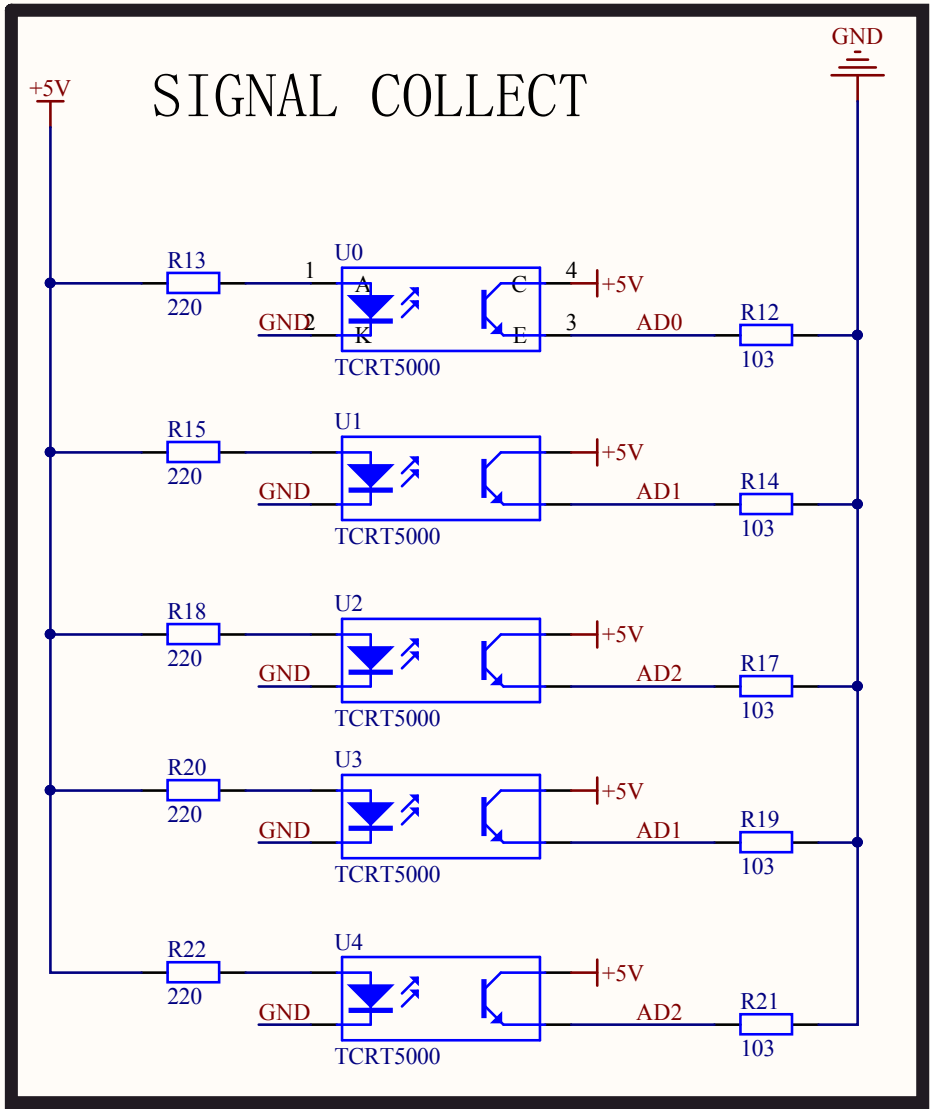 GND
+5V
SIGNAL COLLECT
U0
R13
1
A
C
4
+5V
220
GND
2
K
E
3
AD0
R12
TCRT5000
103
U1
R15
+5V
220
GND
AD1
R14
TCRT5000
103
U2
R18
+5V
220
GND
AD2
R17
TCRT5000
103
U3
R20
+5V
220
GND
AD1
R19
TCRT5000
103
U4
R22
+5V
220
GND
AD2
R21
TCRT5000
103